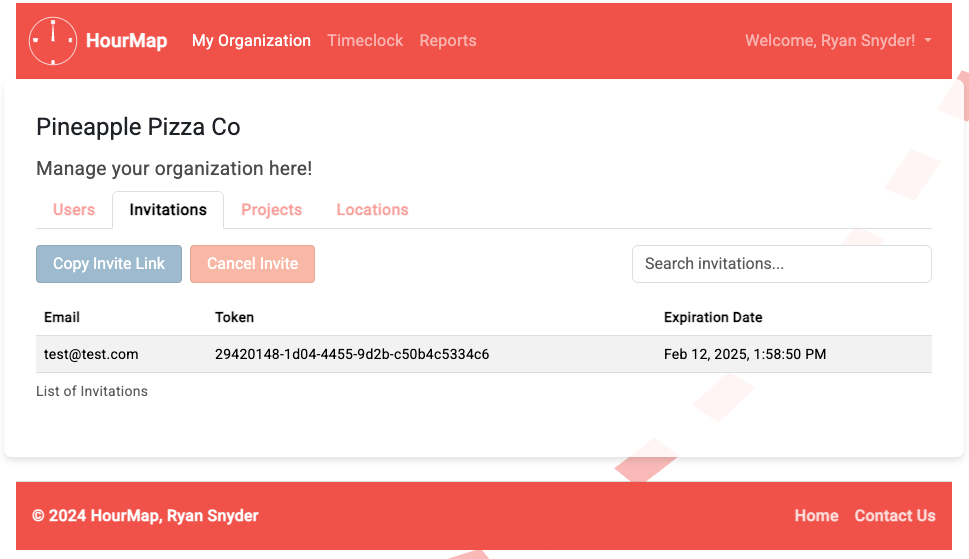 HourMap My Organization Timeclock Reports Welcome, Ryan Snyder!
Pineapple Pizza Co
Manage your organization here!
Users Invitations Projects Locations
Copy Invite Link Cancel Invite Search invitations...
Email Token Expiration Date
test@test.com 29420148-1d04-4455-9d2b-c50b4c5334c6 Feb 12, 2025, 1:58:50 PM
List of Invitations
© 2024 HourMap, Ryan Snyder Home Contact Us